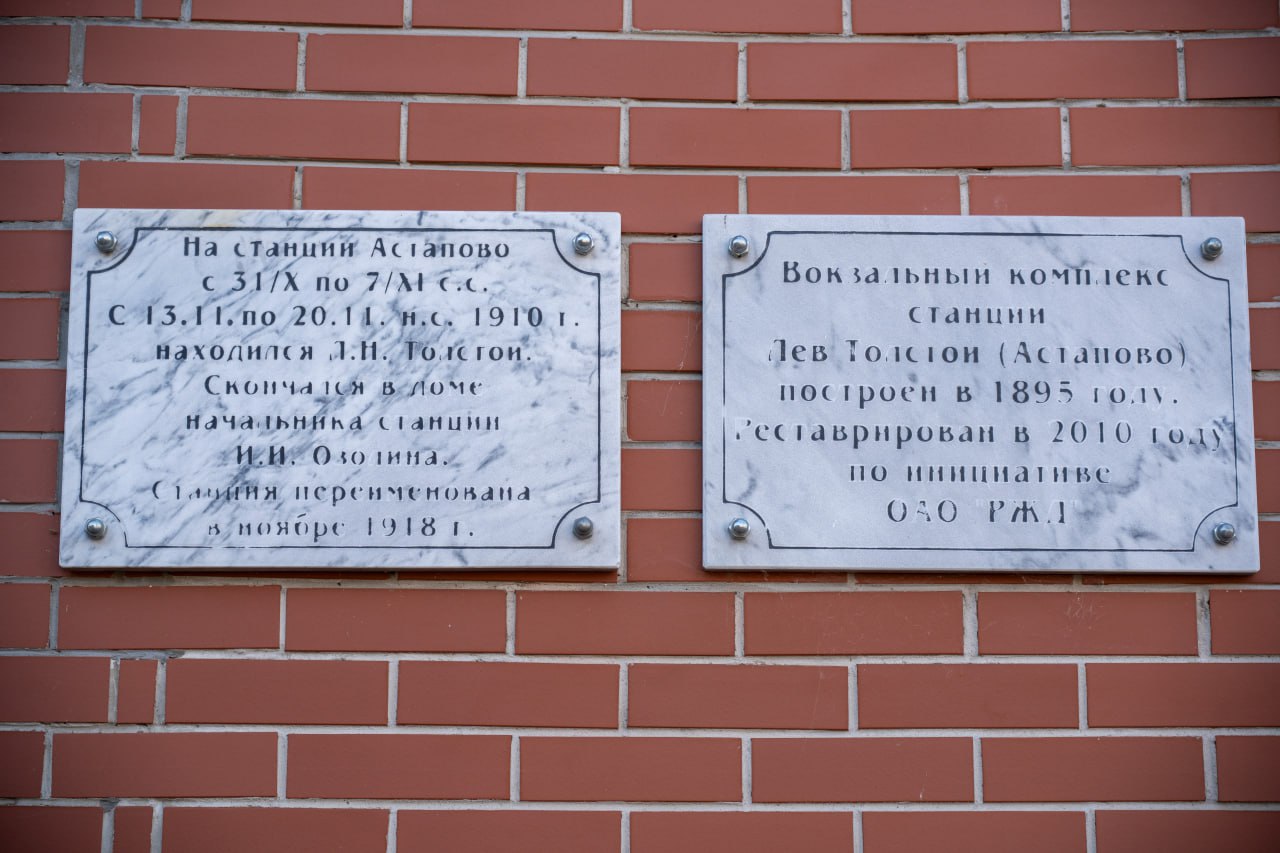 На станции Астапово
с 31/X по 7/XI с.с.
С 13.11. по 20.11. н.с. 1910 г.
находился Л.Н. Толстой.
Скончался в доме
начальника станции
И.И. Озолина.
Станция переименована
в ноябре 1918 г.
Вокзальный комплекс
станции
Лев Толстой (Астапово)
построен в 1895 году.
Реставрирован в 2010 году
по инициативе
ОАО "РЖД"